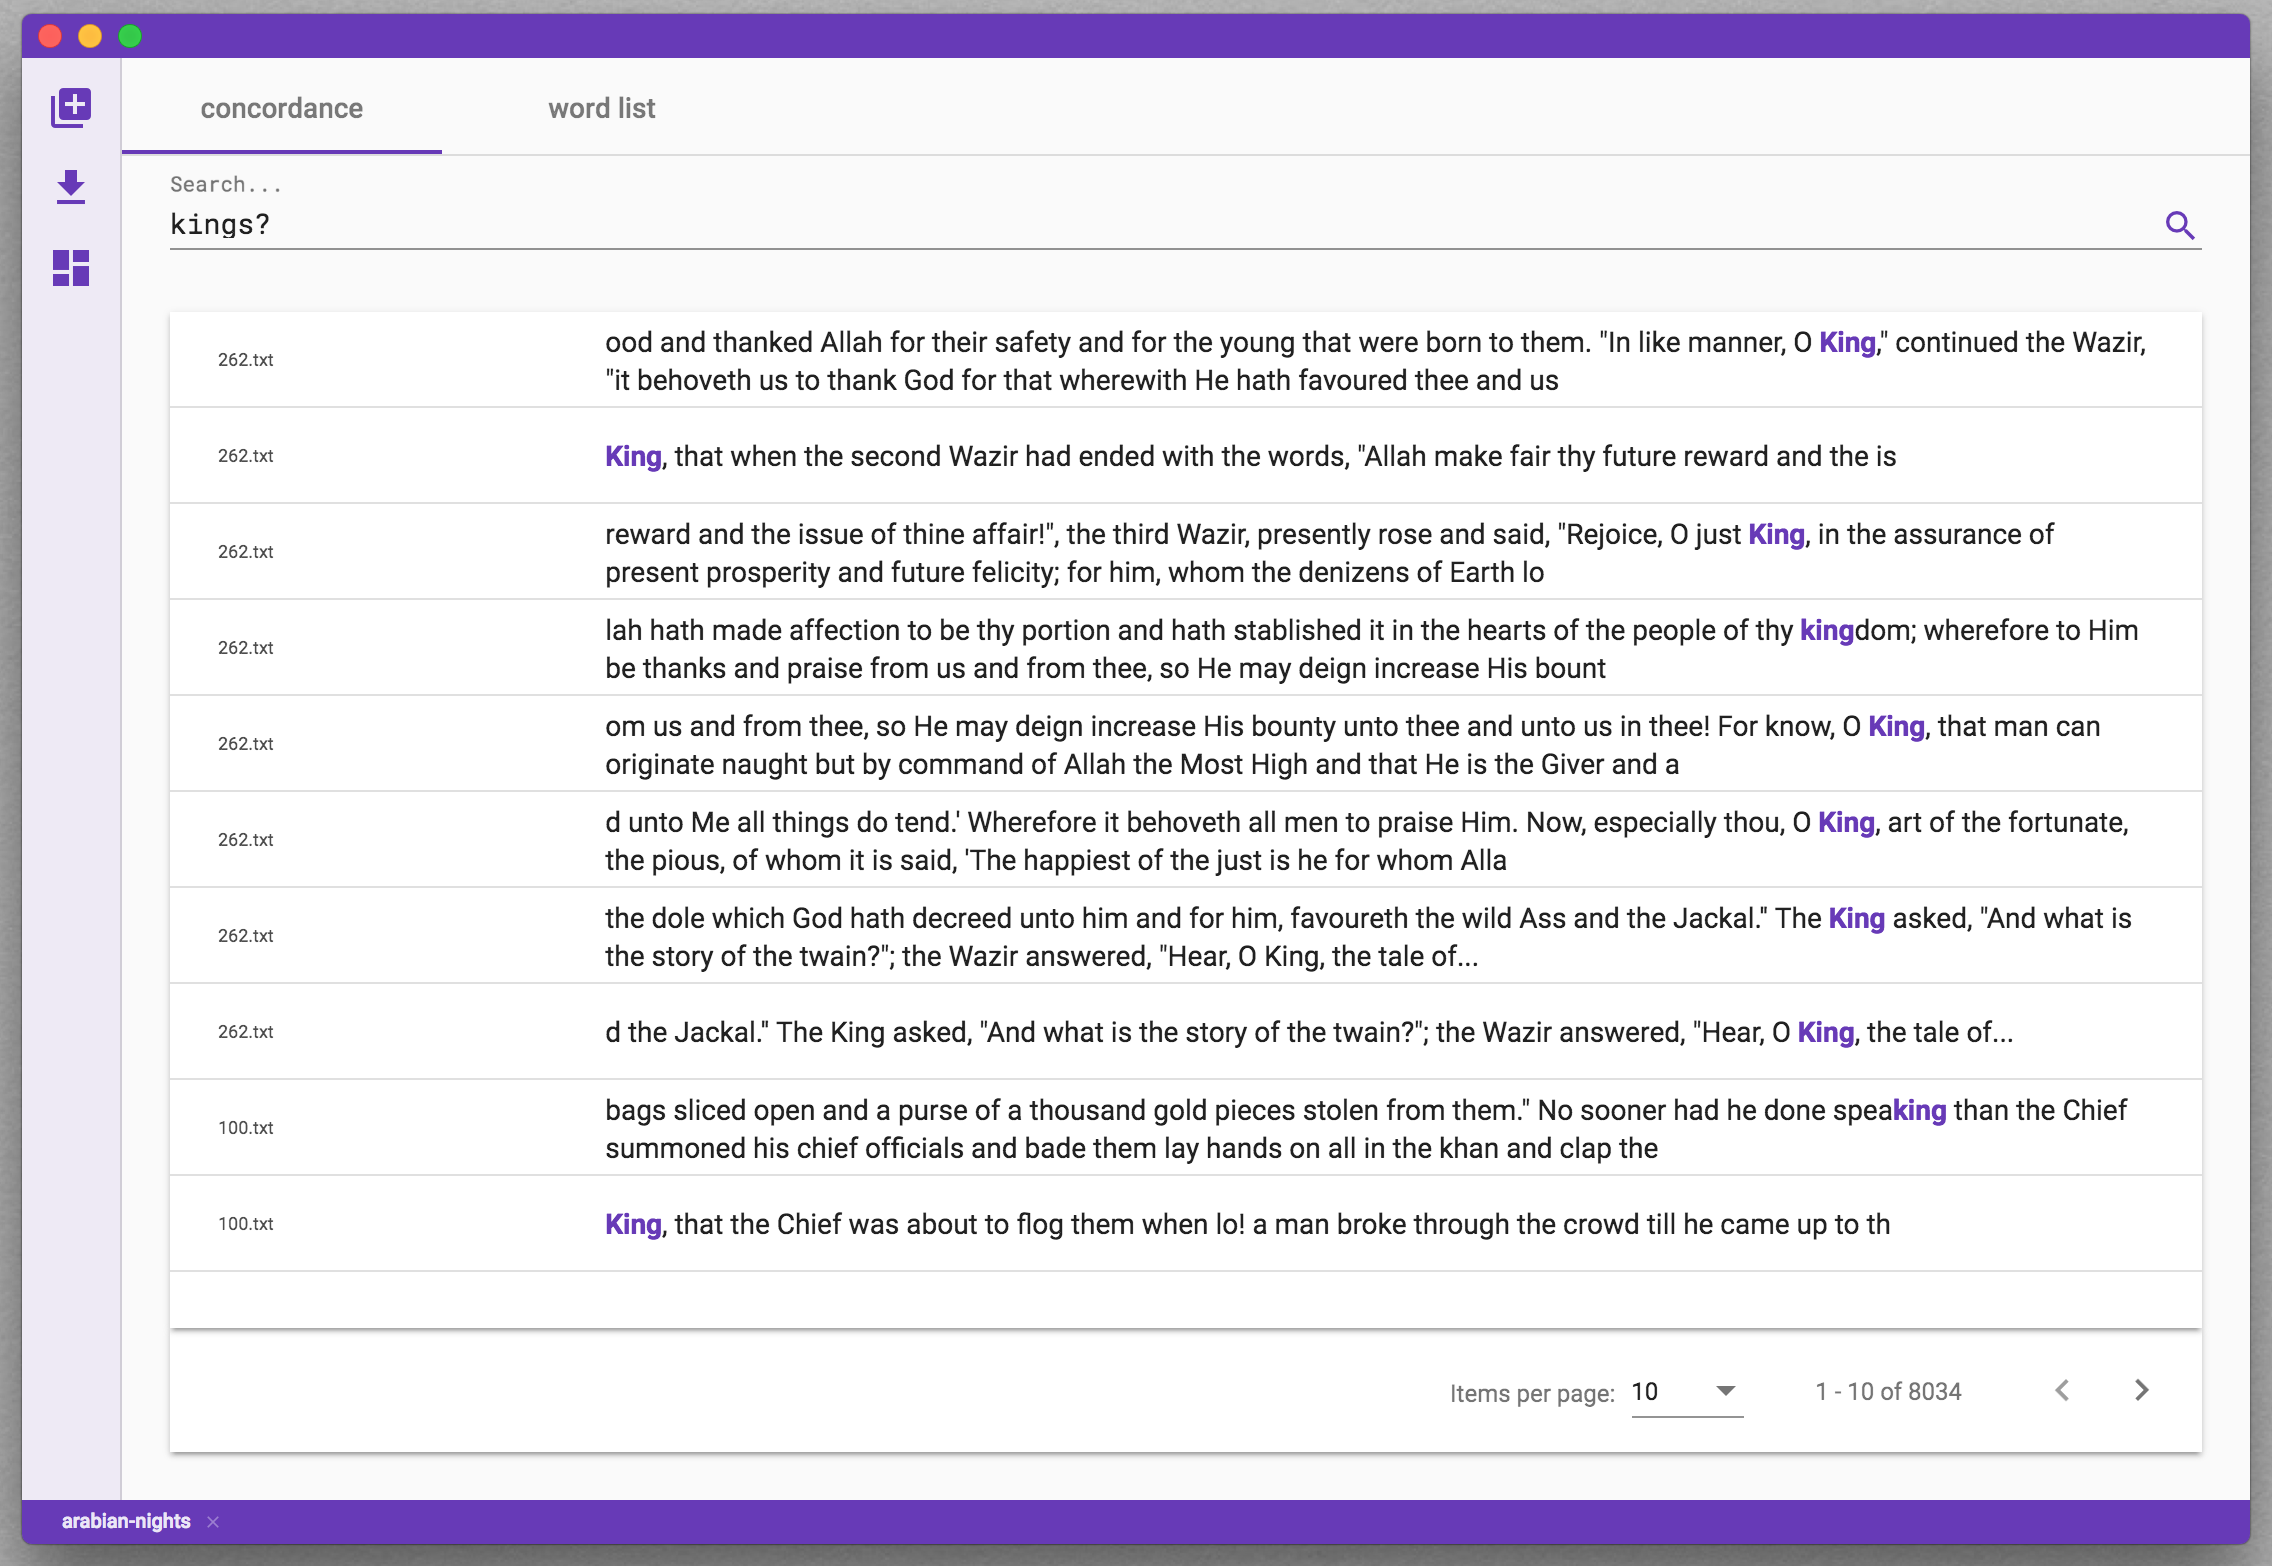 concordance
word list
Search...
kings?
262.txt
ood and thanked Allah for their safety and for the young that were born to them. "In like manner, O King," continued the Wazir,
"it behoveth us to thank God for that wherewith He hath favoured thee and us
262.txt
King, that when the second Wazir had ended with the words, "Allah make fair thy future reward and the is
262.txt
reward and the issue of thine affair!", the third Wazir, presently rose and said, "Rejoice, O just King, in the assurance of
present prosperity and future felicity; for him, whom the denizens of Earth lo
262.txt
lah hath made affection to be thy portion and hath stablished it in the hearts of the people of thy kingdom; wherefore to Him
be thanks and praise from us and from thee, so He may deign increase His bount
262.txt
om us and from thee, so He may deign increase His bounty unto thee and unto us in thee! For know, O King, that man can
originate naught but by command of Allah the Most High and that He is the Giver and a
262.txt
d unto Me all things do tend.' Wherefore it behoveth all men to praise Him. Now, especially thou, O King, art of the fortunate,
the pious, of whom it is said, 'The happiest of the just is he for whom Alla
262.txt
the dole which God hath decreed unto him and for him, favoureth the wild Ass and the Jackal." The King asked, "And what is
the story of the twain?"; the Wazir answered, "Hear, O King, the tale of...
262.txt
d the Jackal." The King asked, "And what is the story of the twain?"; the Wazir answered, "Hear, O King, the tale of...
100.txt
bags sliced open and a purse of a thousand gold pieces stolen from them." No sooner had he done speaking than the Chief
summoned his chief officials and bade them lay hands on all in the khan and clap the
100.txt
King, that the Chief was about to flog them when lo! a man broke through the crowd till he came up to th
Items per page: 10
1 - 10 of 8034
arabian-nights